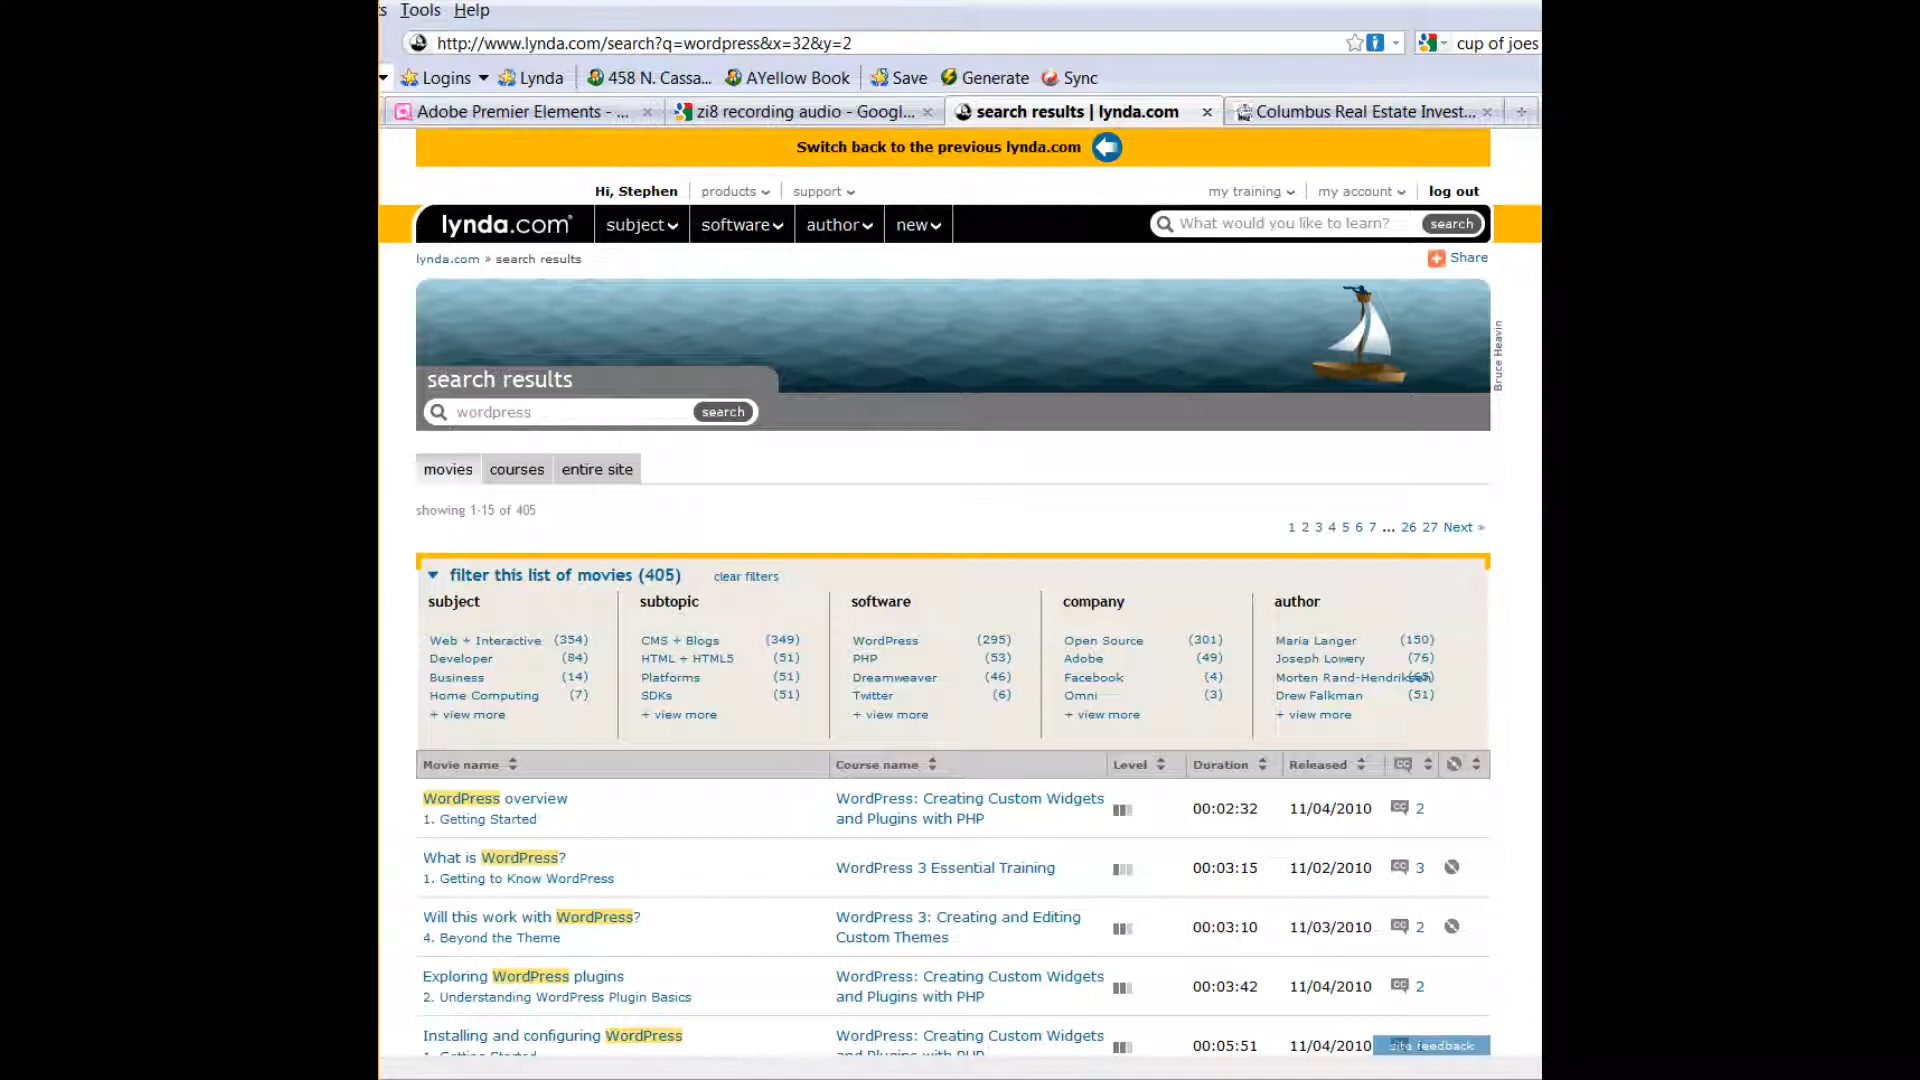 s Tools Help
http://www.lynda.com/search?q=wordpress&x=32&y=2 cup of joes
Logins Lynda 458 N. Cassa... AYellow Book Save Generate Sync
Adobe Premier Elements - ... zi8 recording audio - Googl... search results | lynda.com Columbus Real Estate Invest...
Switch back to the previous lynda.com
Hi, Stephen products support my training my account log out
lynda.com subject software author new What would you like to learn? search
lynda.com » search results Share
Bruce Heavin
search results
wordpress search
movies courses entire site
showing 1-15 of 405
1 2 3 4 5 6 7 ... 26 27 Next »
filter this list of movies (405) clear filters
subject subtopic software company author
Web + Interactive (354) CMS + Blogs (349) WordPress (295) Open Source (301) Maria Langer (150)
Developer (84) HTML + HTML5 (51) PHP (53) Adobe (49) Joseph Lowery (76)
Business (14) Platforms (51) Dreamweaver (46) Facebook (4) Morten Rand-Hendriksen
Home Computing (7) SDKs (51) Twitter (6) Omni (3) Drew Falkman (51)
+ view more + view more + view more + view more + view more
Movie name Course name Level Duration Released CC
WordPress overview WordPress: Creating Custom Widgets 00:02:32 11/04/2010 CC 2
1. Getting Started and Plugins with PHP
What is WordPress? WordPress 3 Essential Training 00:03:15 11/02/2010 CC 3
1. Getting to Know WordPress
Will this work with WordPress? WordPress 3: Creating and Editing 00:03:10 11/03/2010 CC 2
4. Beyond the Theme Custom Themes
Exploring WordPress plugins WordPress: Creating Custom Widgets 00:03:42 11/04/2010 CC 2
2. Understanding WordPress Plugin Basics and Plugins with PHP
Installing and configuring WordPress WordPress: Creating Custom Widgets 00:05:51 11/04/2010 site feedback
1. Getting Started and Plugins with PHP